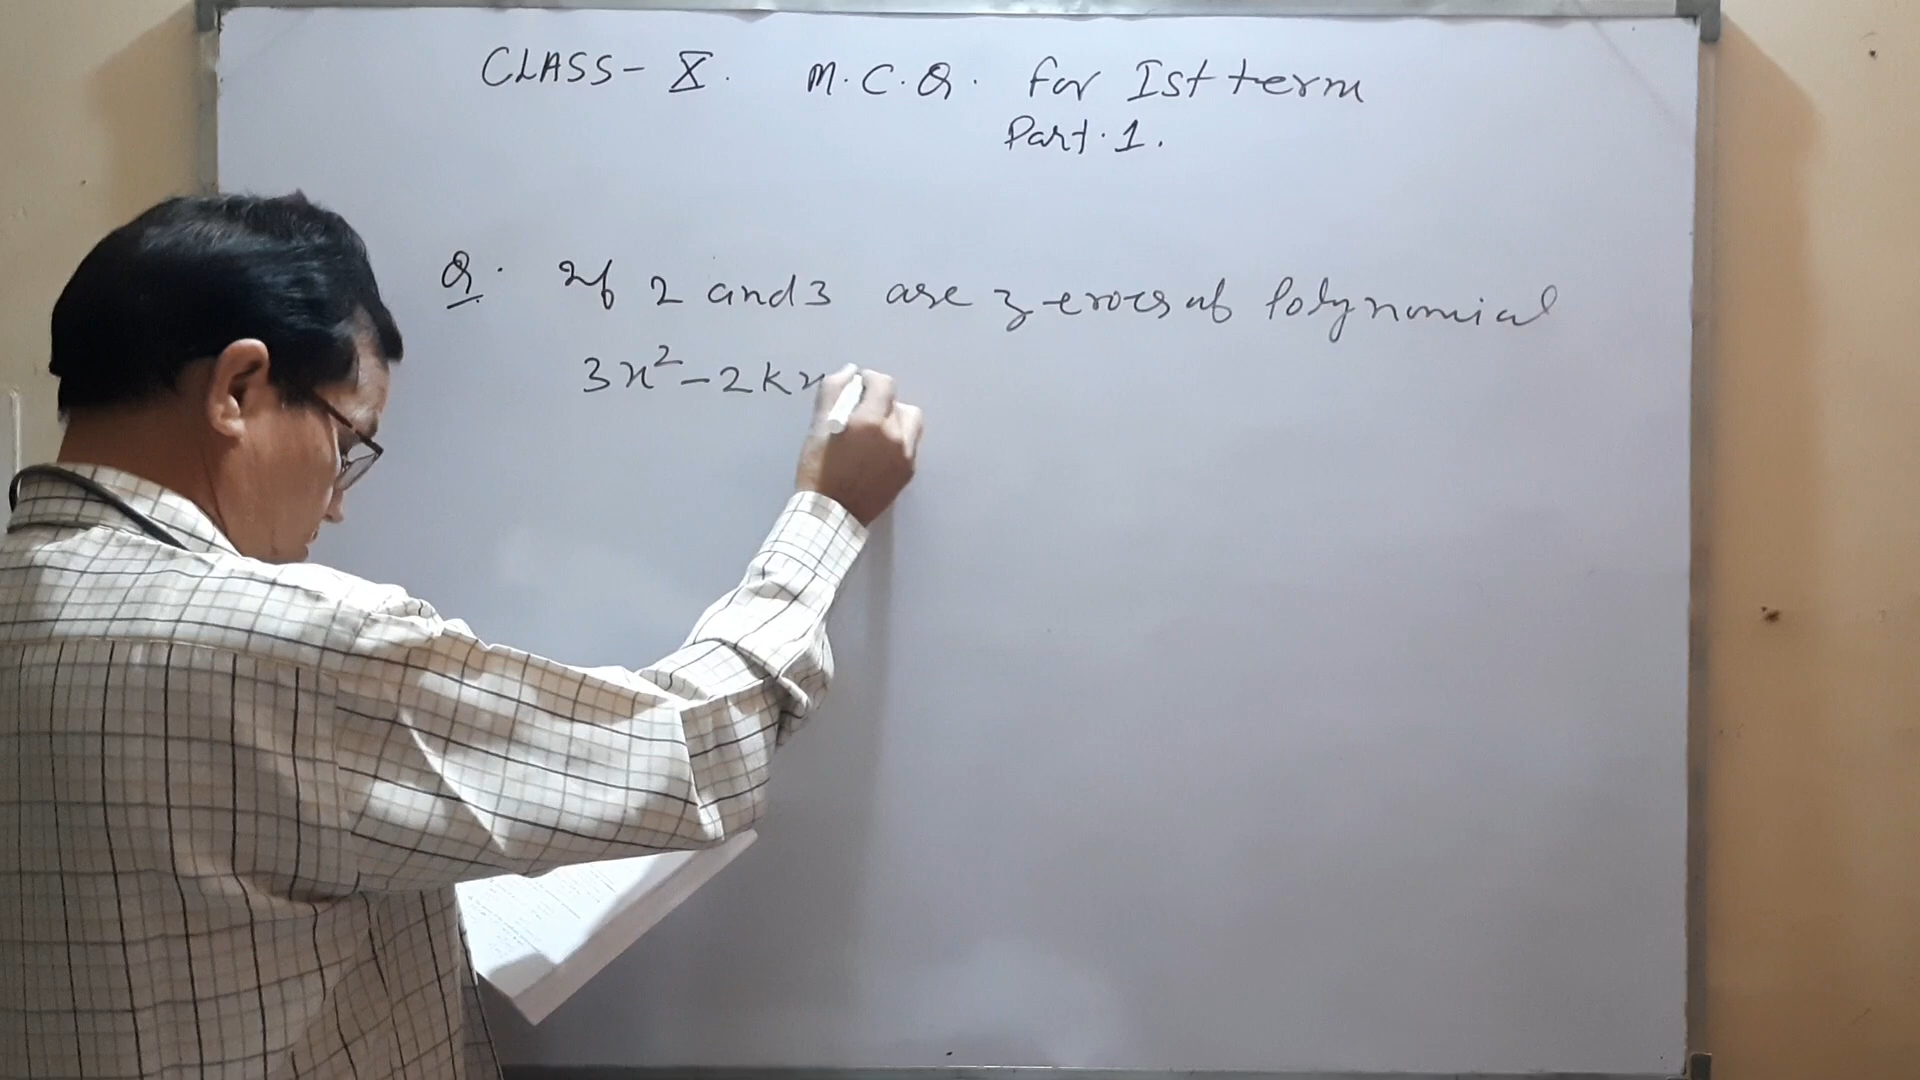 CLASS-X. M.C.Q. for Ist term
Part.1.
Q. If 2 and 3 are zeroes of Polynomial
3x²-2kx